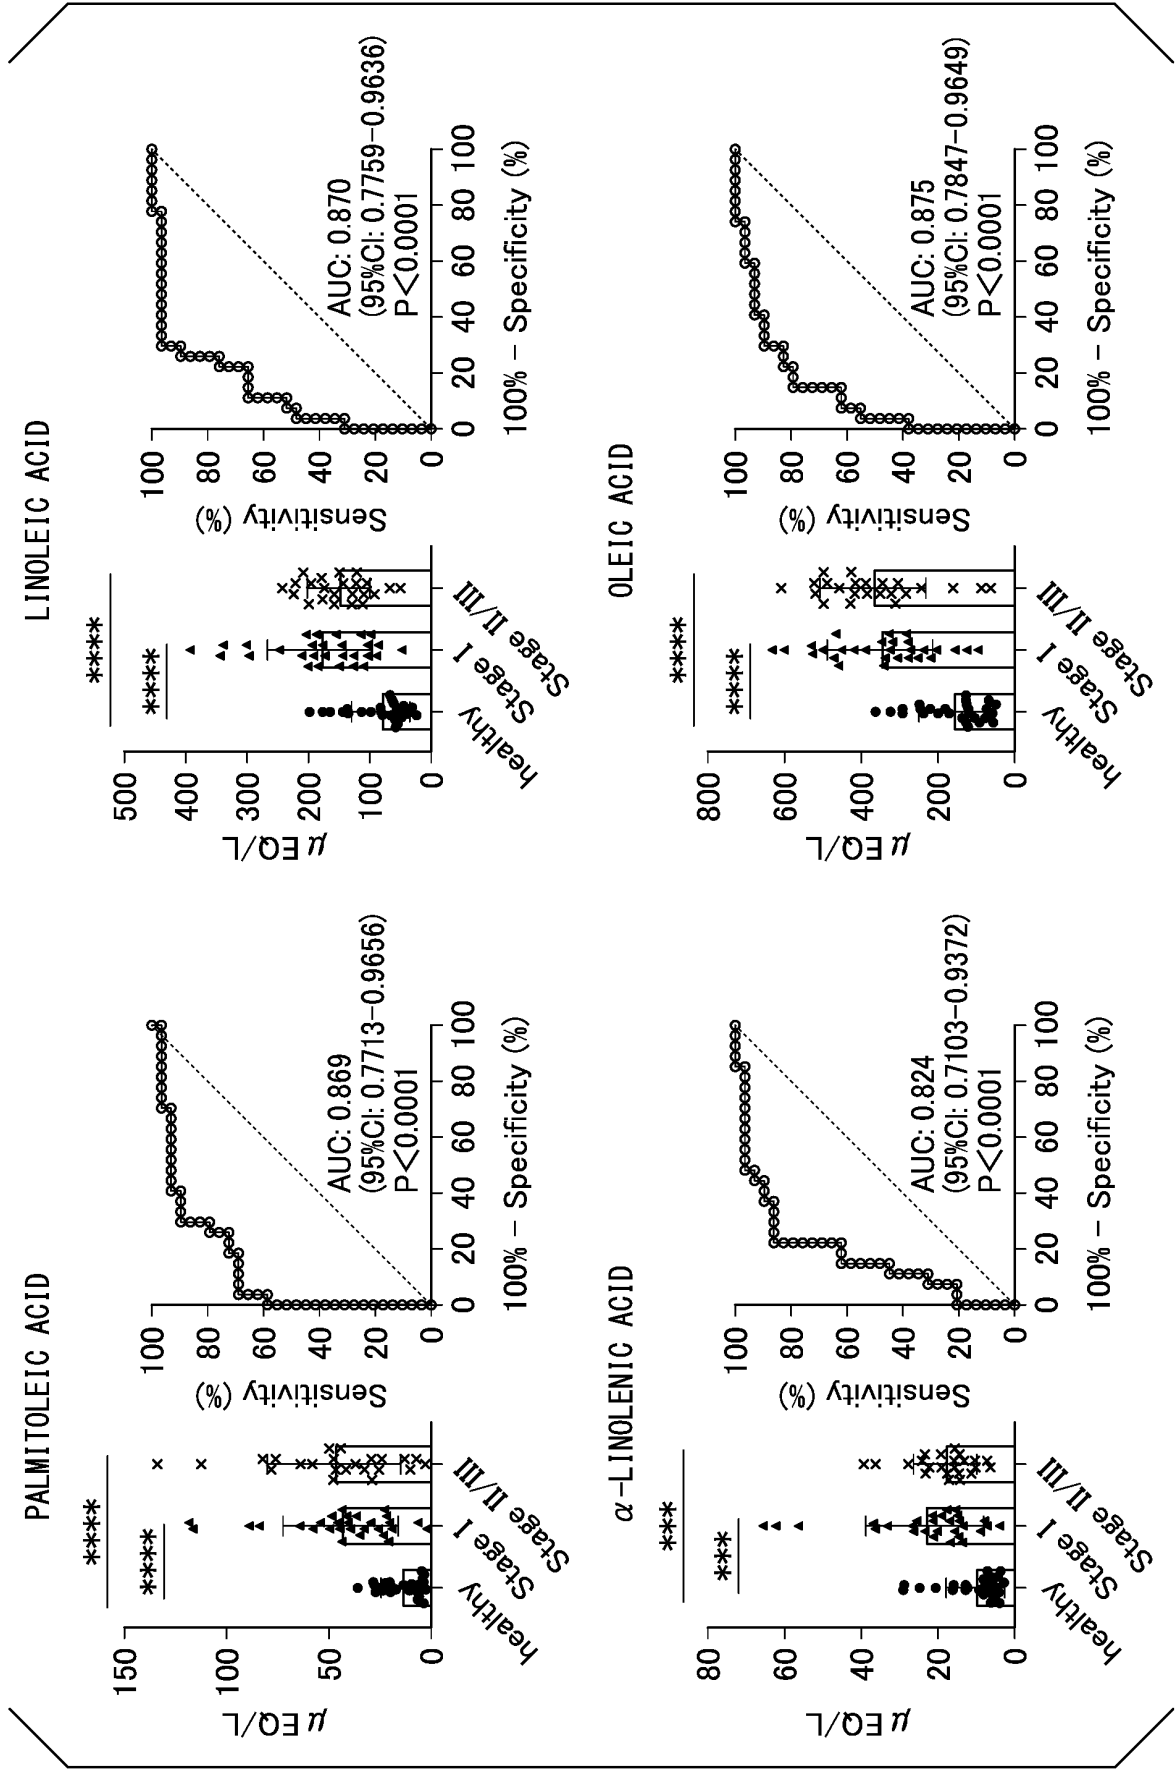 PALMITOLEIC ACID
****
****
μEQ/L
150
100
50
0
healthy
Stage I
Stage II/III
Sensitivity (%)
100
80
60
40
20
0
AUC: 0.869
(95%CI: 0.7713-0.9656)
P<0.0001
0 20 40 60 80 100
100% - Specificity (%)
LINOLEIC ACID
****
****
μEQ/L
500
400
300
200
100
0
healthy
Stage I
Stage II/III
Sensitivity (%)
100
80
60
40
20
0
AUC: 0.870
(95%CI: 0.7759-0.9636)
P<0.0001
0 20 40 60 80 100
100% - Specificity (%)
α-LINOLENIC ACID
***
***
μEQ/L
80
60
40
20
0
healthy
Stage I
Stage II/III
Sensitivity (%)
100
80
60
40
20
0
AUC: 0.824
(95%CI: 0.7103-0.9372)
P<0.0001
0 20 40 60 80 100
100% - Specificity (%)
OLEIC ACID
****
****
μEQ/L
800
600
400
200
0
healthy
Stage I
Stage II/III
Sensitivity (%)
100
80
60
40
20
0
AUC: 0.875
(95%CI: 0.7847-0.9649)
P<0.0001
0 20 40 60 80 100
100% - Specificity (%)